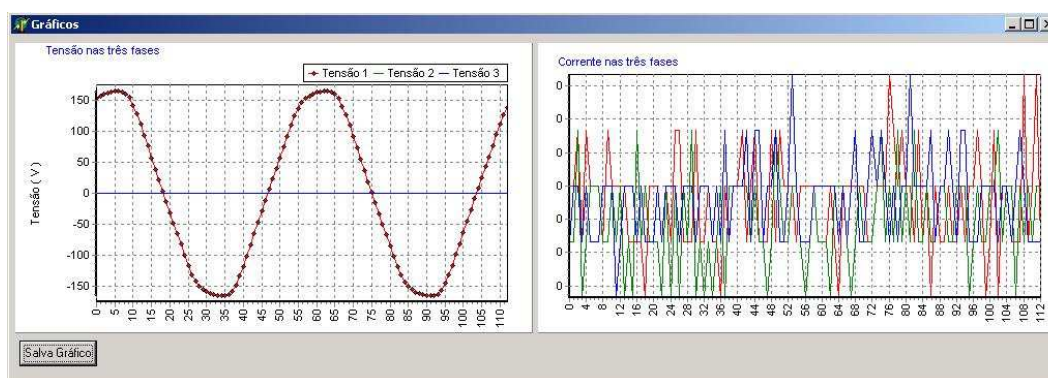 Gráficos
Tensão nas três fases
Tensão 1 Tensão 2 Tensão 3
150
100
50
0
-50
-100
-150
Tensão ( V )
0 5 10 15 20 25 30 35 40 45 50 55 60 65 70 75 80 85 90 95 100 105 110
Corrente nas três fases
0
0
0
0
0
0
0
0 4 8 12 16 20 24 28 32 36 40 44 48 52 56 60 64 68 72 76 80 84 88 92 96 100 104 108 112
Salva Gráfico